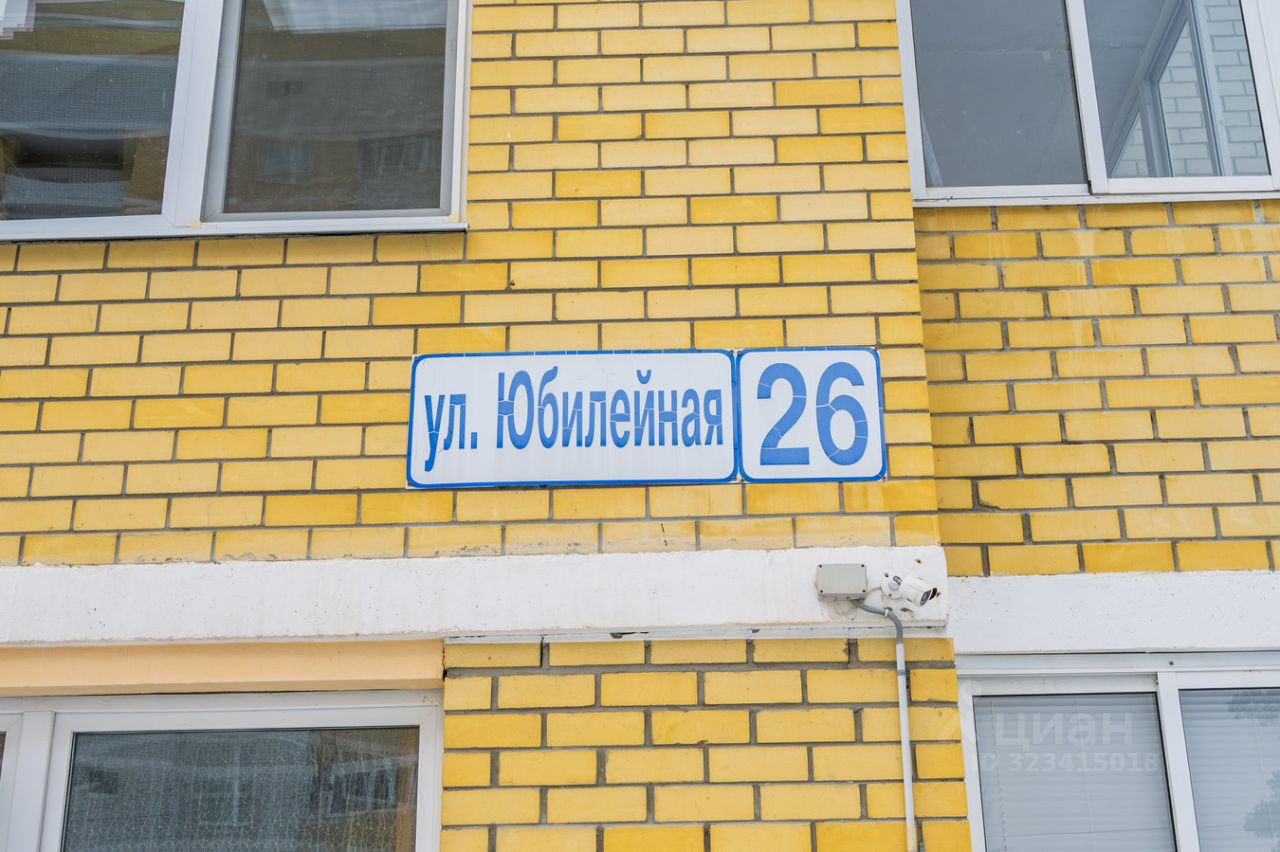 ул. Юбилейная 26
ЦИАН
ID 323415018